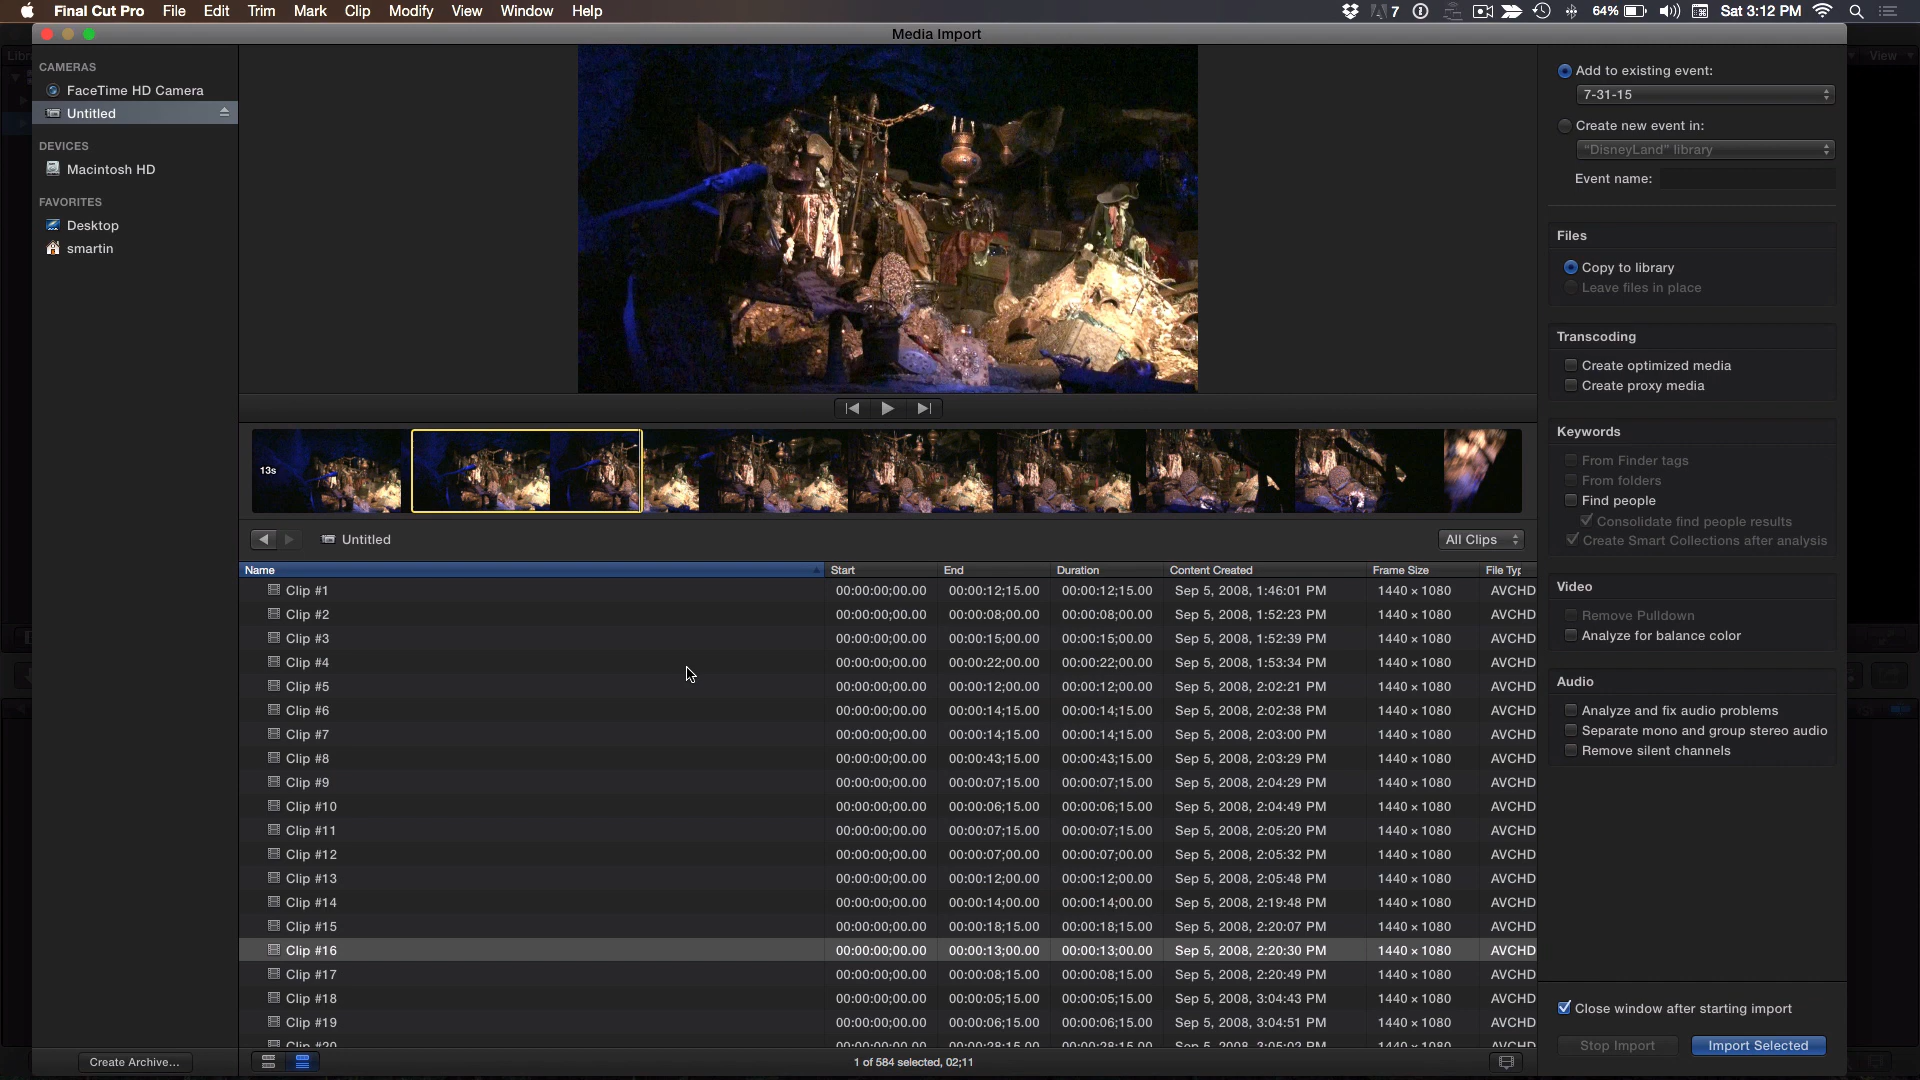 Final Cut Pro File Edit Trim Mark Clip Modify View Window Help 7 64% Sat 3:12 PM
Media Import
CAMERAS
FaceTime HD Camera
Untitled
DEVICES
Macintosh HD
FAVORITES
Desktop
smartin
13s
Untitled All Clips
Name Start End Duration Content Created Frame Size File Typ
Clip #1 00:00:00;00.00 00:00:12;15.00 00:00:12;15.00 Sep 5, 2008, 1:46:01 PM 1440 × 1080 AVCHD
Clip #2 00:00:00;00.00 00:00:08;00.00 00:00:08;00.00 Sep 5, 2008, 1:52:23 PM 1440 × 1080 AVCHD
Clip #3 00:00:00;00.00 00:00:15;00.00 00:00:15;00.00 Sep 5, 2008, 1:52:39 PM 1440 × 1080 AVCHD
Clip #4 00:00:00;00.00 00:00:22;00.00 00:00:22;00.00 Sep 5, 2008, 1:53:34 PM 1440 × 1080 AVCHD
Clip #5 00:00:00;00.00 00:00:12;00.00 00:00:12;00.00 Sep 5, 2008, 2:02:21 PM 1440 × 1080 AVCHD
Clip #6 00:00:00;00.00 00:00:14;15.00 00:00:14;15.00 Sep 5, 2008, 2:02:38 PM 1440 × 1080 AVCHD
Clip #7 00:00:00;00.00 00:00:14;15.00 00:00:14;15.00 Sep 5, 2008, 2:03:00 PM 1440 × 1080 AVCHD
Clip #8 00:00:00;00.00 00:00:43;15.00 00:00:43;15.00 Sep 5, 2008, 2:03:29 PM 1440 × 1080 AVCHD
Clip #9 00:00:00;00.00 00:00:07;15.00 00:00:07;15.00 Sep 5, 2008, 2:04:29 PM 1440 × 1080 AVCHD
Clip #10 00:00:00;00.00 00:00:06;15.00 00:00:06;15.00 Sep 5, 2008, 2:04:49 PM 1440 × 1080 AVCHD
Clip #11 00:00:00;00.00 00:00:07;15.00 00:00:07;15.00 Sep 5, 2008, 2:05:20 PM 1440 × 1080 AVCHD
Clip #12 00:00:00;00.00 00:00:07;00.00 00:00:07;00.00 Sep 5, 2008, 2:05:32 PM 1440 × 1080 AVCHD
Clip #13 00:00:00;00.00 00:00:12;00.00 00:00:12;00.00 Sep 5, 2008, 2:05:48 PM 1440 × 1080 AVCHD
Clip #14 00:00:00;00.00 00:00:14;00.00 00:00:14;00.00 Sep 5, 2008, 2:19:48 PM 1440 × 1080 AVCHD
Clip #15 00:00:00;00.00 00:00:18;15.00 00:00:18;15.00 Sep 5, 2008, 2:20:07 PM 1440 × 1080 AVCHD
Clip #16 00:00:00;00.00 00:00:13;00.00 00:00:13;00.00 Sep 5, 2008, 2:20:30 PM 1440 × 1080 AVCHD
Clip #17 00:00:00;00.00 00:00:08;15.00 00:00:08;15.00 Sep 5, 2008, 2:20:49 PM 1440 × 1080 AVCHD
Clip #18 00:00:00;00.00 00:00:05;15.00 00:00:05;15.00 Sep 5, 2008, 3:04:43 PM 1440 × 1080 AVCHD
Clip #19 00:00:00;00.00 00:00:06;15.00 00:00:06;15.00 Sep 5, 2008, 3:04:51 PM 1440 × 1080 AVCHD
Clip #20 00:00:00;00.00 00:00:28;15.00 00:00:28;15.00 Sep 5, 2008, 3:05:02 PM 1440 × 1080 AVCHD
Create Archive...
1 of 584 selected, 02;11
Add to existing event:
7-31-15
Create new event in:
"DisneyLand" library
Event name:
Files
Copy to library
Leave files in place
Transcoding
Create optimized media
Create proxy media
Keywords
From Finder tags
From folders
Find people
Consolidate find people results
Create Smart Collections after analysis
Video
Remove Pulldown
Analyze for balance color
Audio
Analyze and fix audio problems
Separate mono and group stereo audio
Remove silent channels
Close window after starting import
Stop Import Import Selected
View